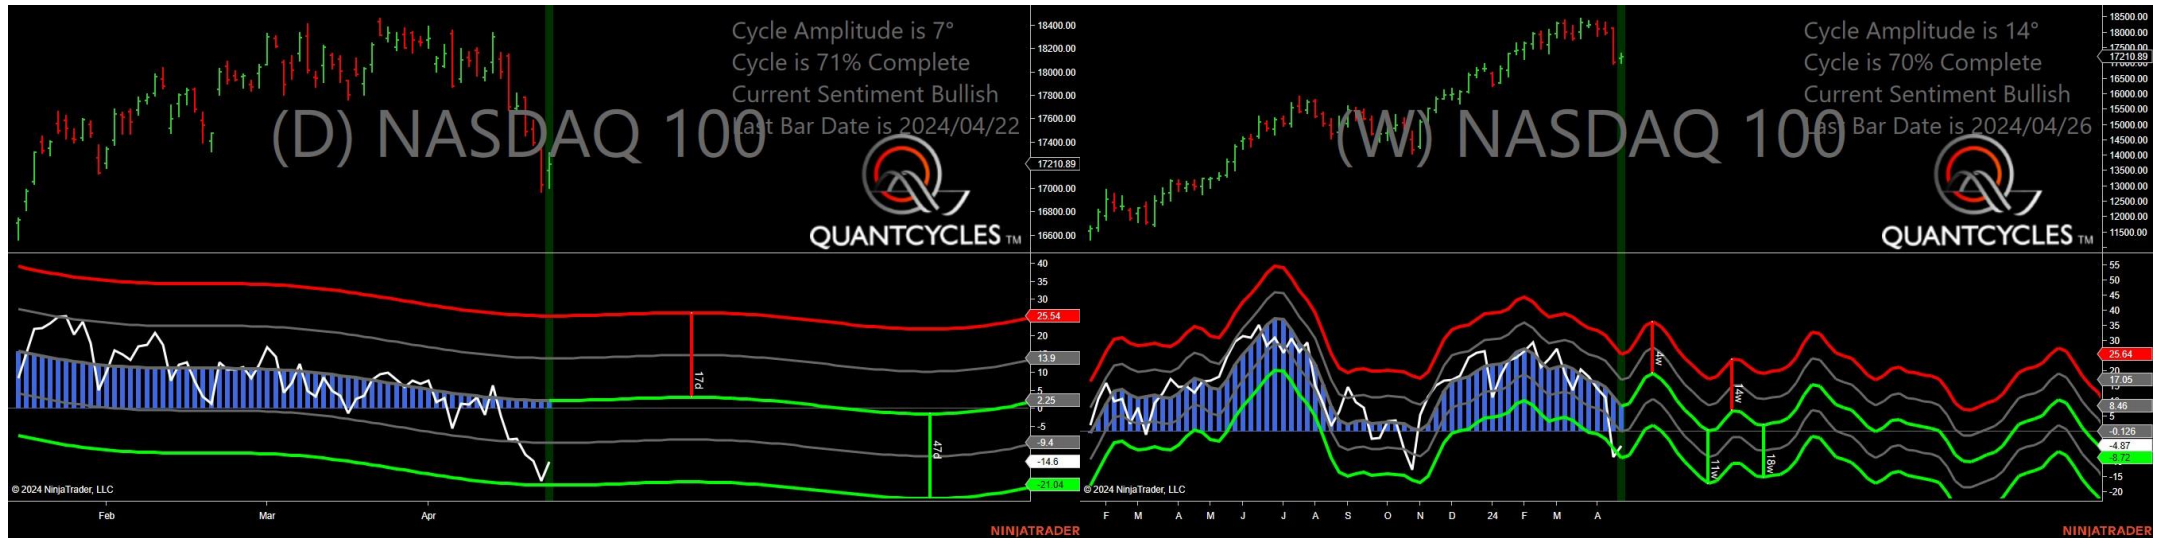 Cycle Amplitude is 7°
Cycle is 71% Complete
Current Sentiment Bullish
Last Bar Date is 2024/04/22
(D) NASDAQ 100
QUANTCYCLES TM
18400.00
18200.00
18000.00
17800.00
17600.00
17400.00
17210.89
17000.00
16800.00
16600.00
40
35
30
25.54
20
13.9
10
5
2.25
0
-5
-9.4
-14.6
-21.04
17d
47d
© 2024 NinjaTrader, LLC
Feb Mar Apr
NINJATRADER
Cycle Amplitude is 14°
Cycle is 70% Complete
Current Sentiment Bullish
Last Bar Date is 2024/04/26
(W) NASDAQ 100
QUANTCYCLES TM
18500.00
18000.00
17500.00
17210.89
16500.00
16000.00
15500.00
15000.00
14500.00
14000.00
13500.00
13000.00
12500.00
12000.00
11500.00
55
50
45
40
35
30
25.64
20
17.05
8.46
5
-0.126
-4.87
-8.72
-15
-20
4w
14w
11w
18w
© 2024 NinjaTrader, LLC
F M A M J J A S O N D 24 F M A
NINJATRADER